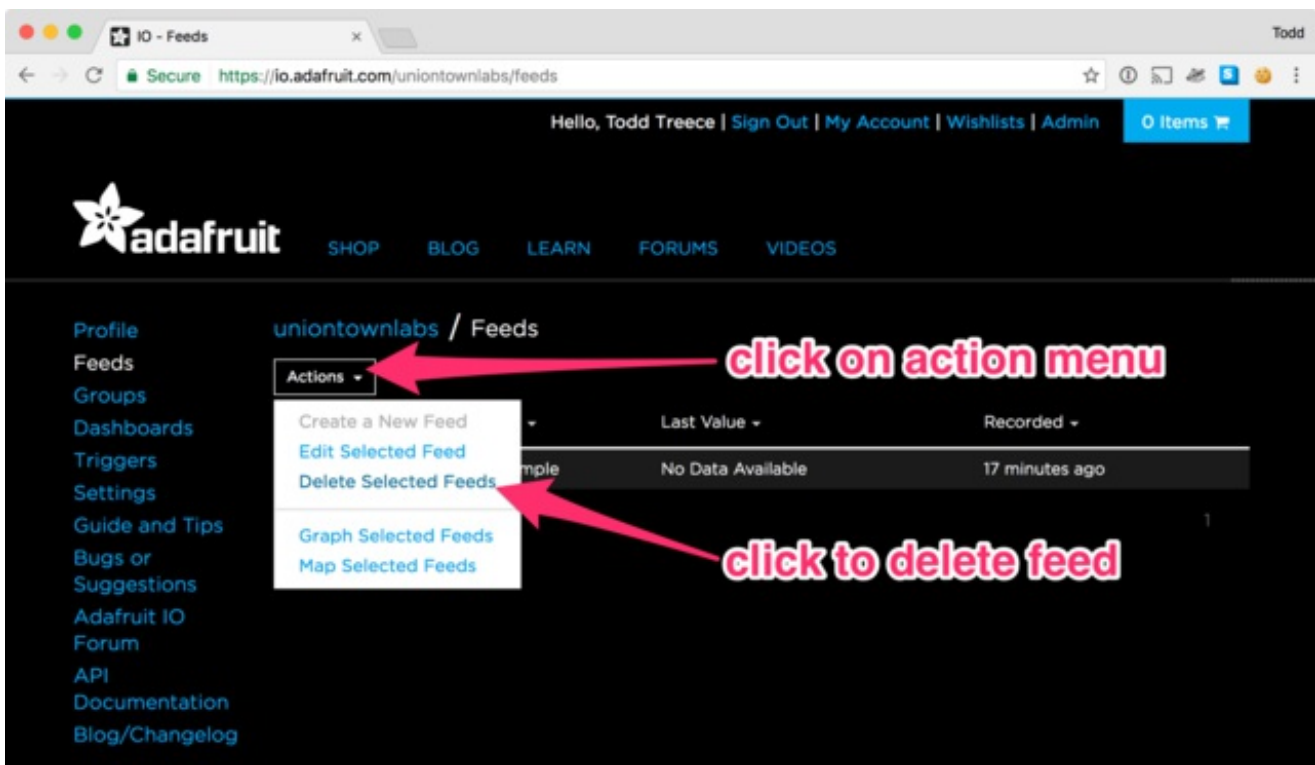 IO - Feeds
Todd
Secure https://io.adafruit.com/uniontownlabs/feeds
Hello, Todd Treece | Sign Out | My Account | Wishlists | Admin
0 Items
adafruit
SHOP BLOG LEARN FORUMS VIDEOS
Profile
Feeds
Groups
Dashboards
Triggers
Settings
Guide and Tips
Bugs or
Suggestions
Adafruit IO
Forum
API
Documentation
Blog/Changelog
uniontownlabs / Feeds
Actions
click on action menu
Create a New Feed
Edit Selected Feed
Delete Selected Feeds
Graph Selected Feeds
Map Selected Feeds
Last Value Recorded
mple No Data Available 17 minutes ago
1
click to delete feed